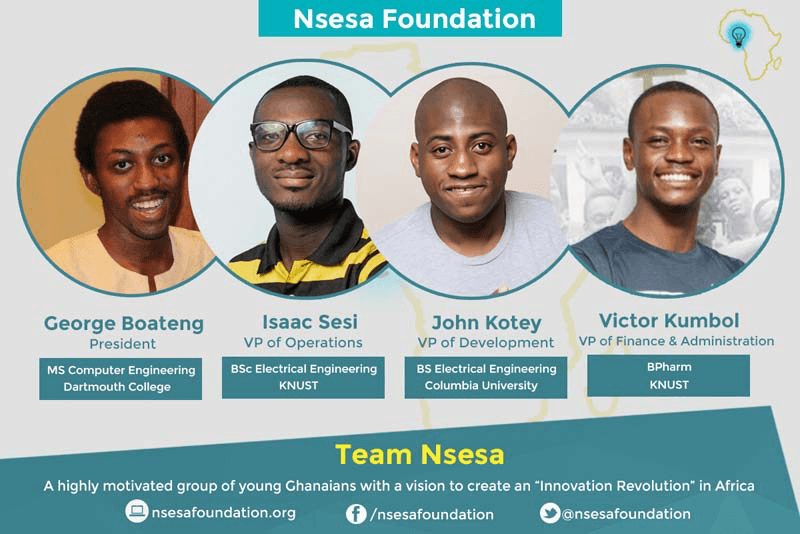 Nsesa Foundation
George Boateng
President
MS Computer Engineering
Dartmouth College
Isaac Sesi
VP of Operations
BSc Electrical Engineering
KNUST
John Kotey
VP of Development
BS Electrical Engineering
Columbia University
Victor Kumbol
VP of Finance & Administration
BPharm
KNUST
Team Nsesa
A highly motivated group of young Ghanaians with a vision to create an “Innovation Revolution” in Africa
nsesafoundation.org
/nsesafoundation
@nsesafoundation